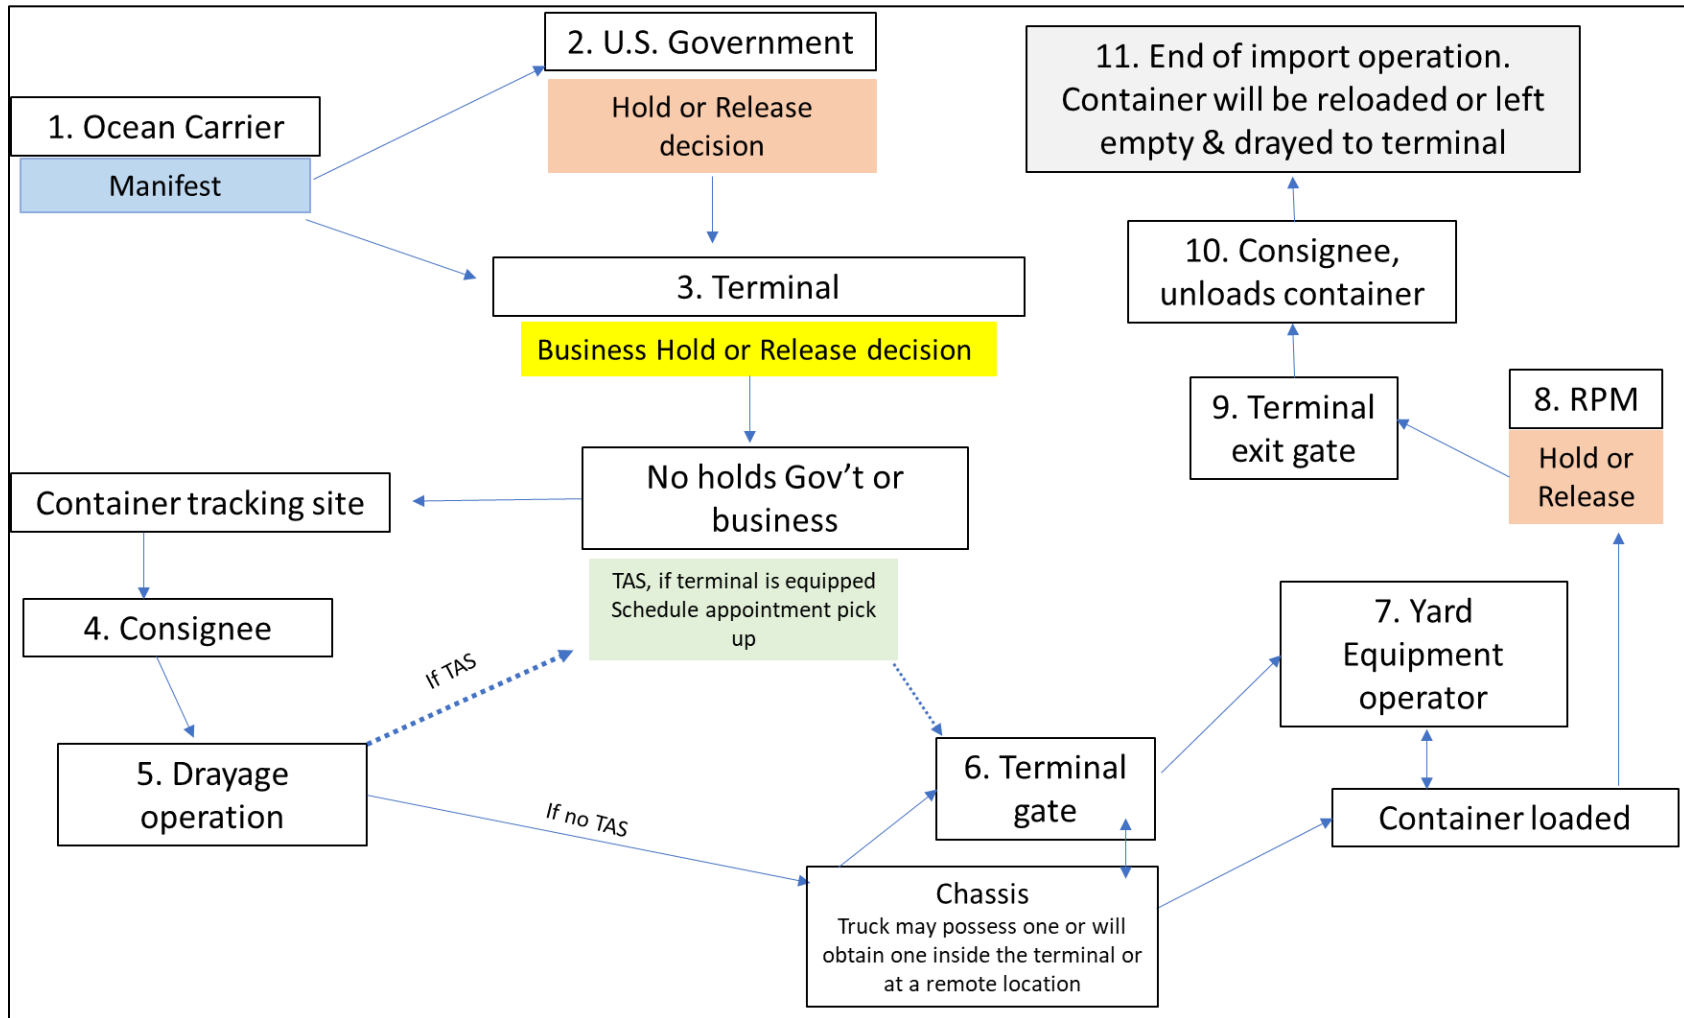 1. Ocean Carrier
Manifest
2. U.S. Government
Hold or Release
decision
3. Terminal
Business Hold or Release decision
No holds Gov't or
business
TAS, if terminal is equipped
Schedule appointment pick
up
Container tracking site
4. Consignee
If TAS
5. Drayage
operation
If no TAS
6. Terminal
gate
Chassis
Truck may possess one or will
obtain one inside the terminal or
at a remote location
7. Yard
Equipment
operator
Container loaded
8. RPM
Hold or
Release
9. Terminal
exit gate
10. Consignee,
unloads container
11. End of import operation.
Container will be reloaded or left
empty & drayed to terminal